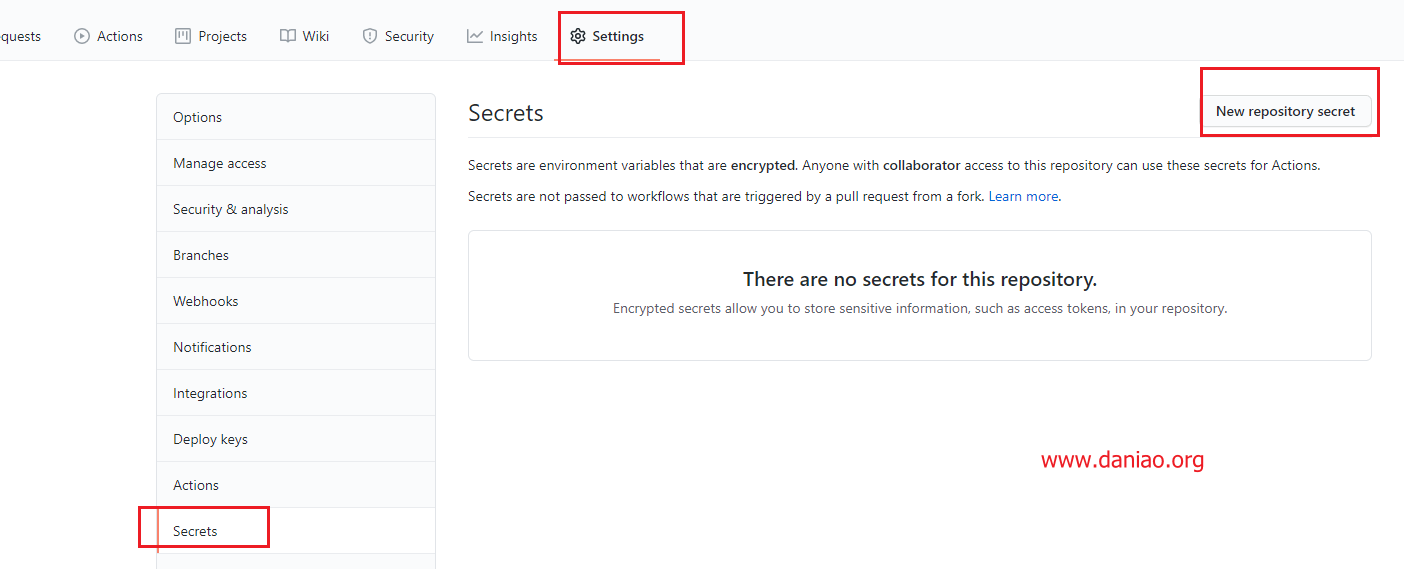 quests Actions Projects Wiki Security Insights Settings
Options
Manage access
Security & analysis
Branches
Webhooks
Notifications
Integrations
Deploy keys
Actions
Secrets
Secrets
New repository secret
Secrets are environment variables that are encrypted. Anyone with collaborator access to this repository can use these secrets for Actions.
Secrets are not passed to workflows that are triggered by a pull request from a fork. Learn more.
There are no secrets for this repository.
Encrypted secrets allow you to store sensitive information, such as access tokens, in your repository.
www.daniao.org